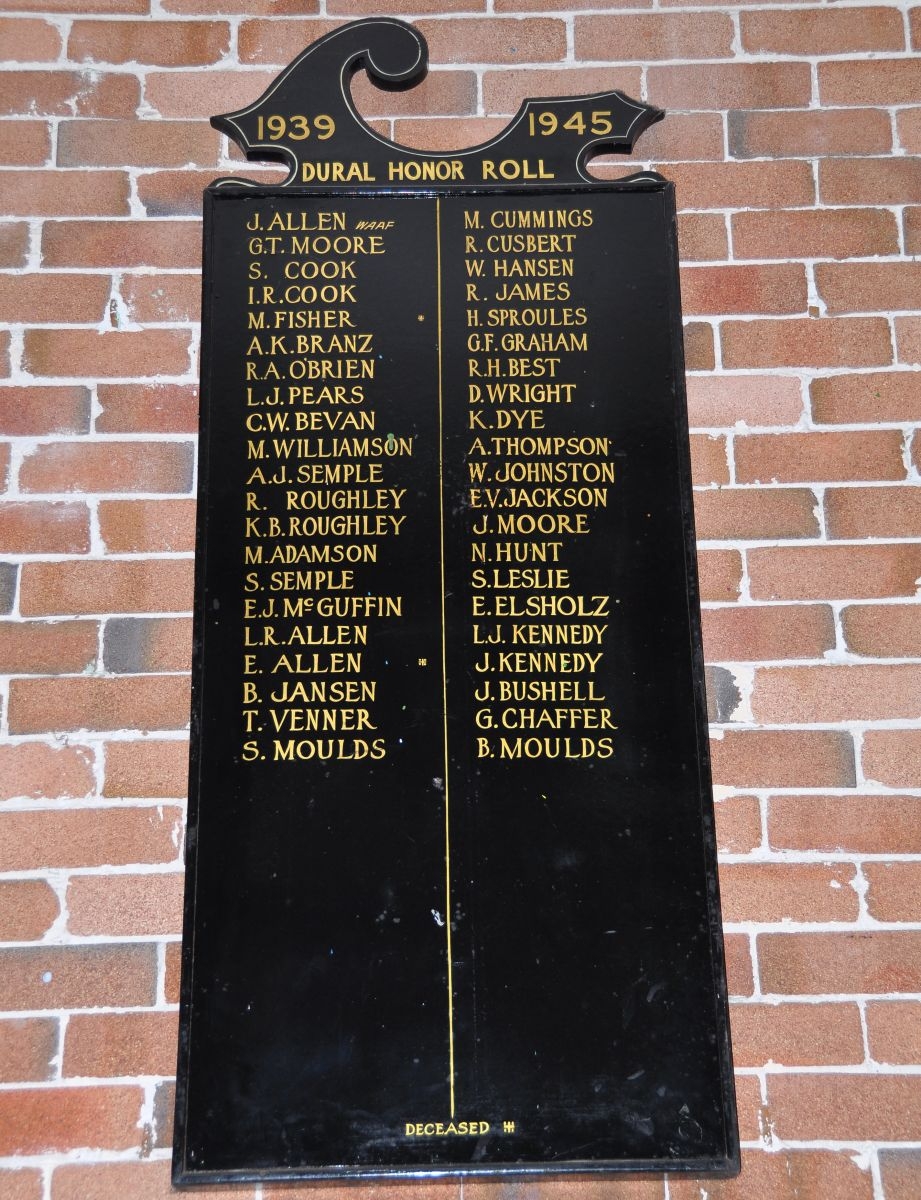 1939 1945
DURAL HONOR ROLL
J. ALLEN WAAF
G.T. MOORE
S. COOK
I.R. COOK
M. FISHER
A.K. BRANZ
R.A. O'BRIEN
L.J. PEARS
C.W. BEVAN
M. WILLIAMSON
A.J. SEMPLE
R. ROUGHLEY
K.B. ROUGHLEY
M. ADAMSON
S. SEMPLE
E.J. McGUFFIN
L.R. ALLEN
E. ALLEN
B. JANSEN
T. VENNER
S. MOULDS
M. CUMMINGS
R. CUSBERT
W. HANSEN
R. JAMES
H. SPROULES
G.F. GRAHAM
R.H. BEST
D. WRIGHT
K. DYE
A. THOMPSON
W. JOHNSTON
E.V. JACKSON
J. MOORE
N. HUNT
S. LESLIE
E. ELSHOLZ
L.J. KENNEDY
J. KENNEDY
J. BUSHELL
G. CHAFFER
B. MOULDS
DECEASED